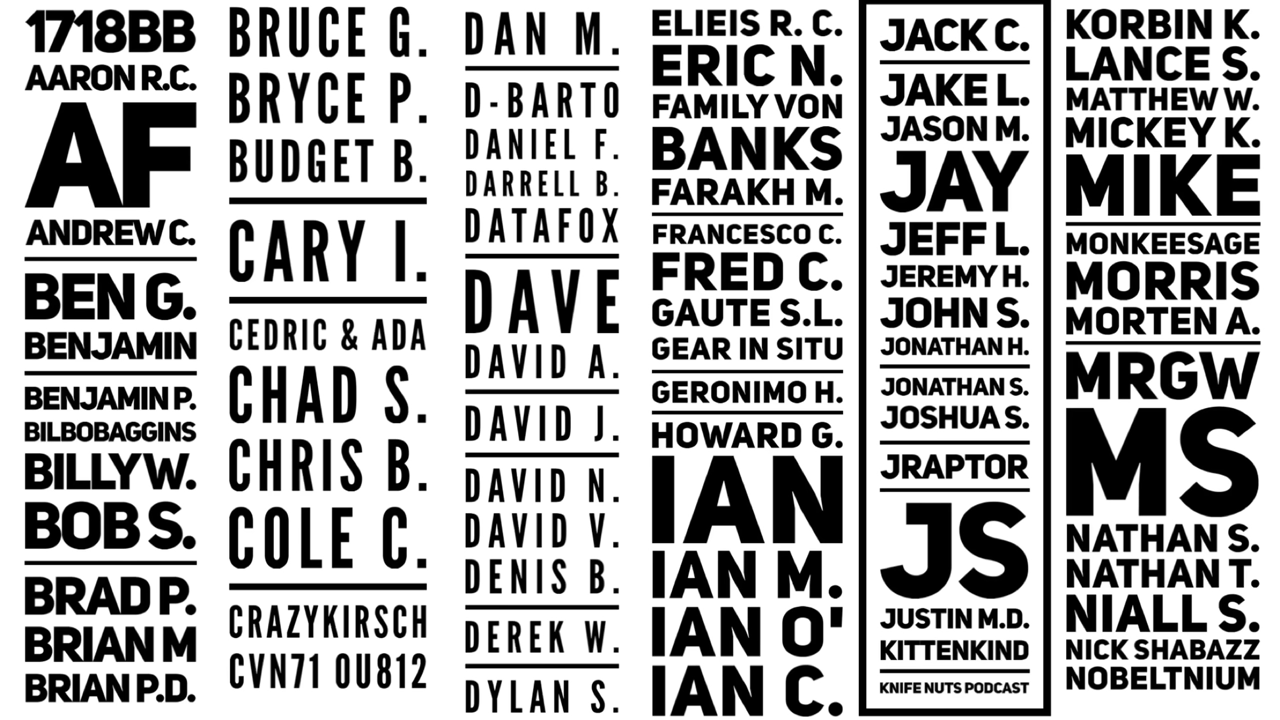 1718BB
AARON R.C.
AF
ANDREW C.
BEN G.
BENJAMIN
BENJAMIN P.
BILBOBAGGINS
BILLY W.
BOB S.
BRAD P.
BRIAN M
BRIAN P.D.
BRUCE G.
BRYCE P.
BUDGET B.
CARY I.
CEDRIC & ADA
CHAD S.
CHRIS B.
COLE C.
CRAZYKIRSCH
CVN71 OU812
DAN M.
D-BARTO
DANIEL F.
DARRELL B.
DATAFOX
DAVE
DAVID A.
DAVID J.
DAVID N.
DAVID V.
DENIS B.
DEREK W.
DYLAN S.
ELIEIS R. C.
ERIC N.
FAMILY VON
BANKS
FARAKH M.
FRANCESCO C.
FRED C.
GAUTE S.L.
GEAR IN SITU
GERONIMO H.
HOWARD G.
IAN
IAN M.
IAN O'
IAN C.
JACK C.
JAKE L.
JASON M.
JAY
JEFF L.
JEREMY H.
JOHN S.
JONATHAN H.
JONATHAN S.
JOSHUA S.
JRAPTOR
JS
JUSTIN M.D.
KITTENKIND
KNIFE NUTS PODCAST
KORBIN K.
LANCE S.
MATTHEW W.
MICKEY K.
MIKE
MONKEESAGE
MORRIS
MORTEN A.
MRGW
MS
NATHAN S.
NATHAN T.
NIALL S.
NICK SHABAZZ
NOBELTNIUM